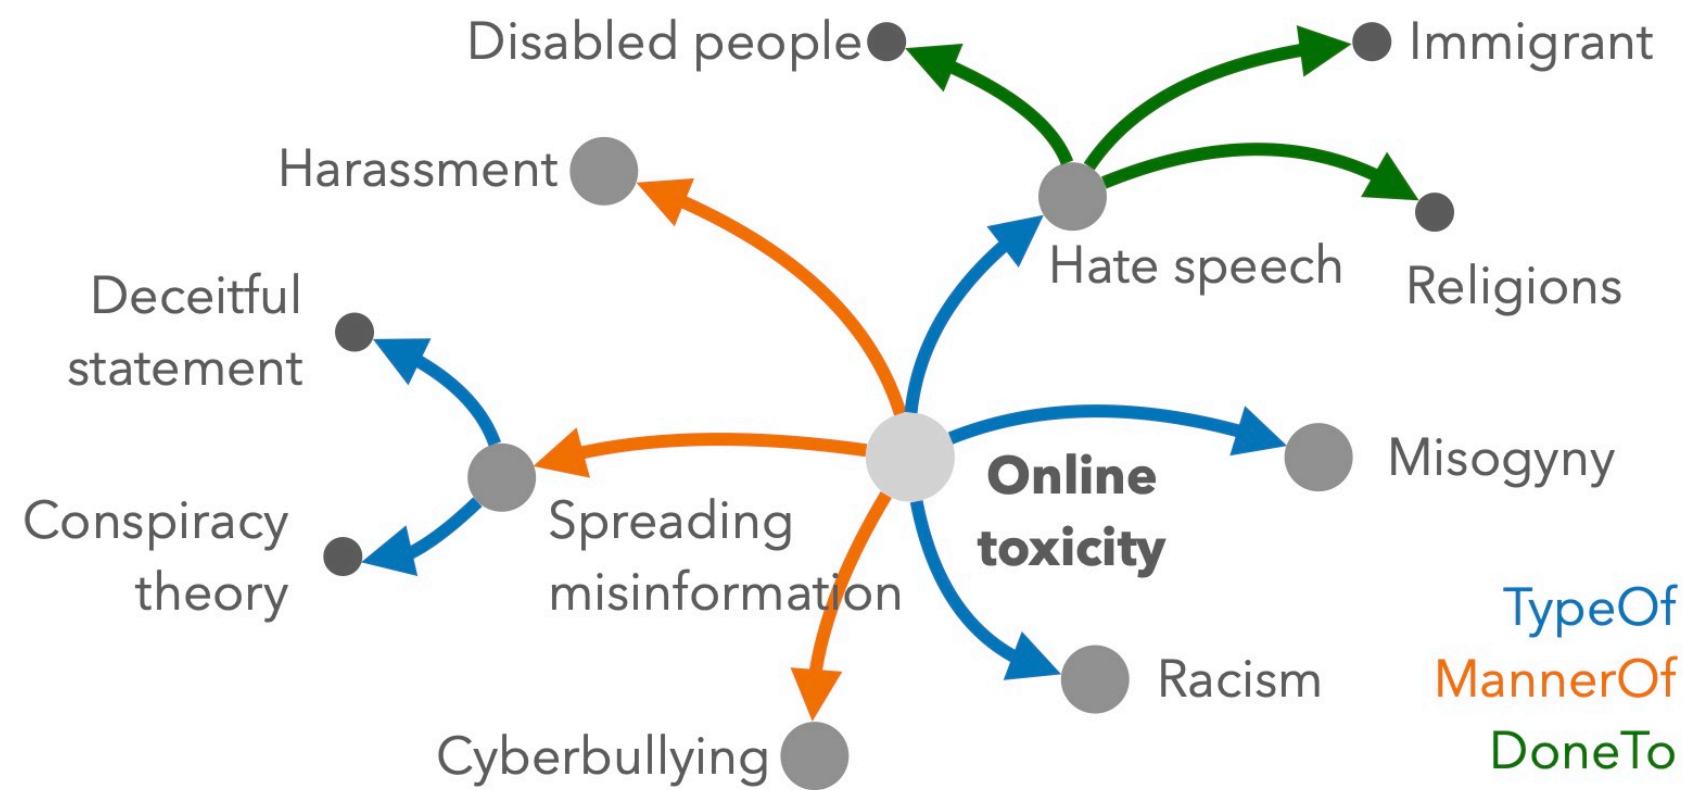 Disabled people
Immigrant
Harassment
Hate speech
Religions
Deceitful
statement
Misogyny
Online
toxicity
Conspiracy
theory
Spreading
misinformation
Racism
Cyberbullying
TypeOf
MannerOf
DoneTo